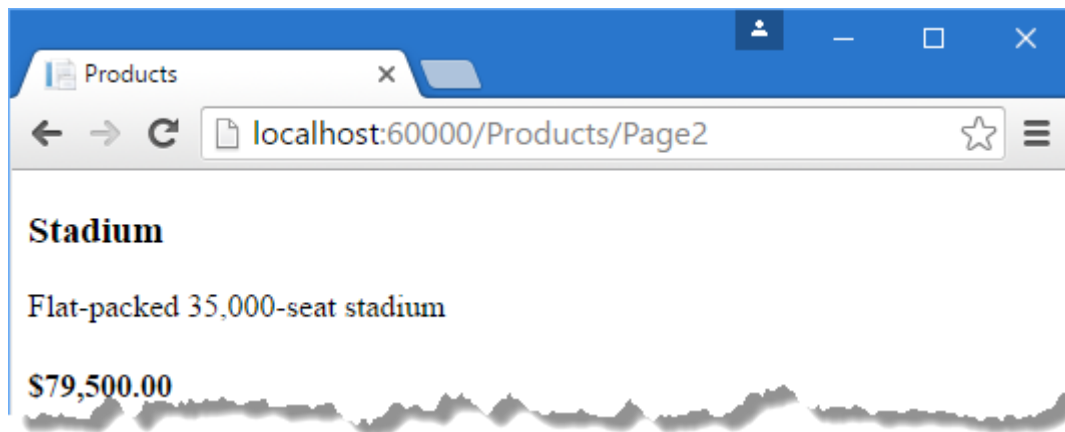 Products
localhost:60000/Products/Page2
Stadium
Flat-packed 35,000-seat stadium
$79,500.00